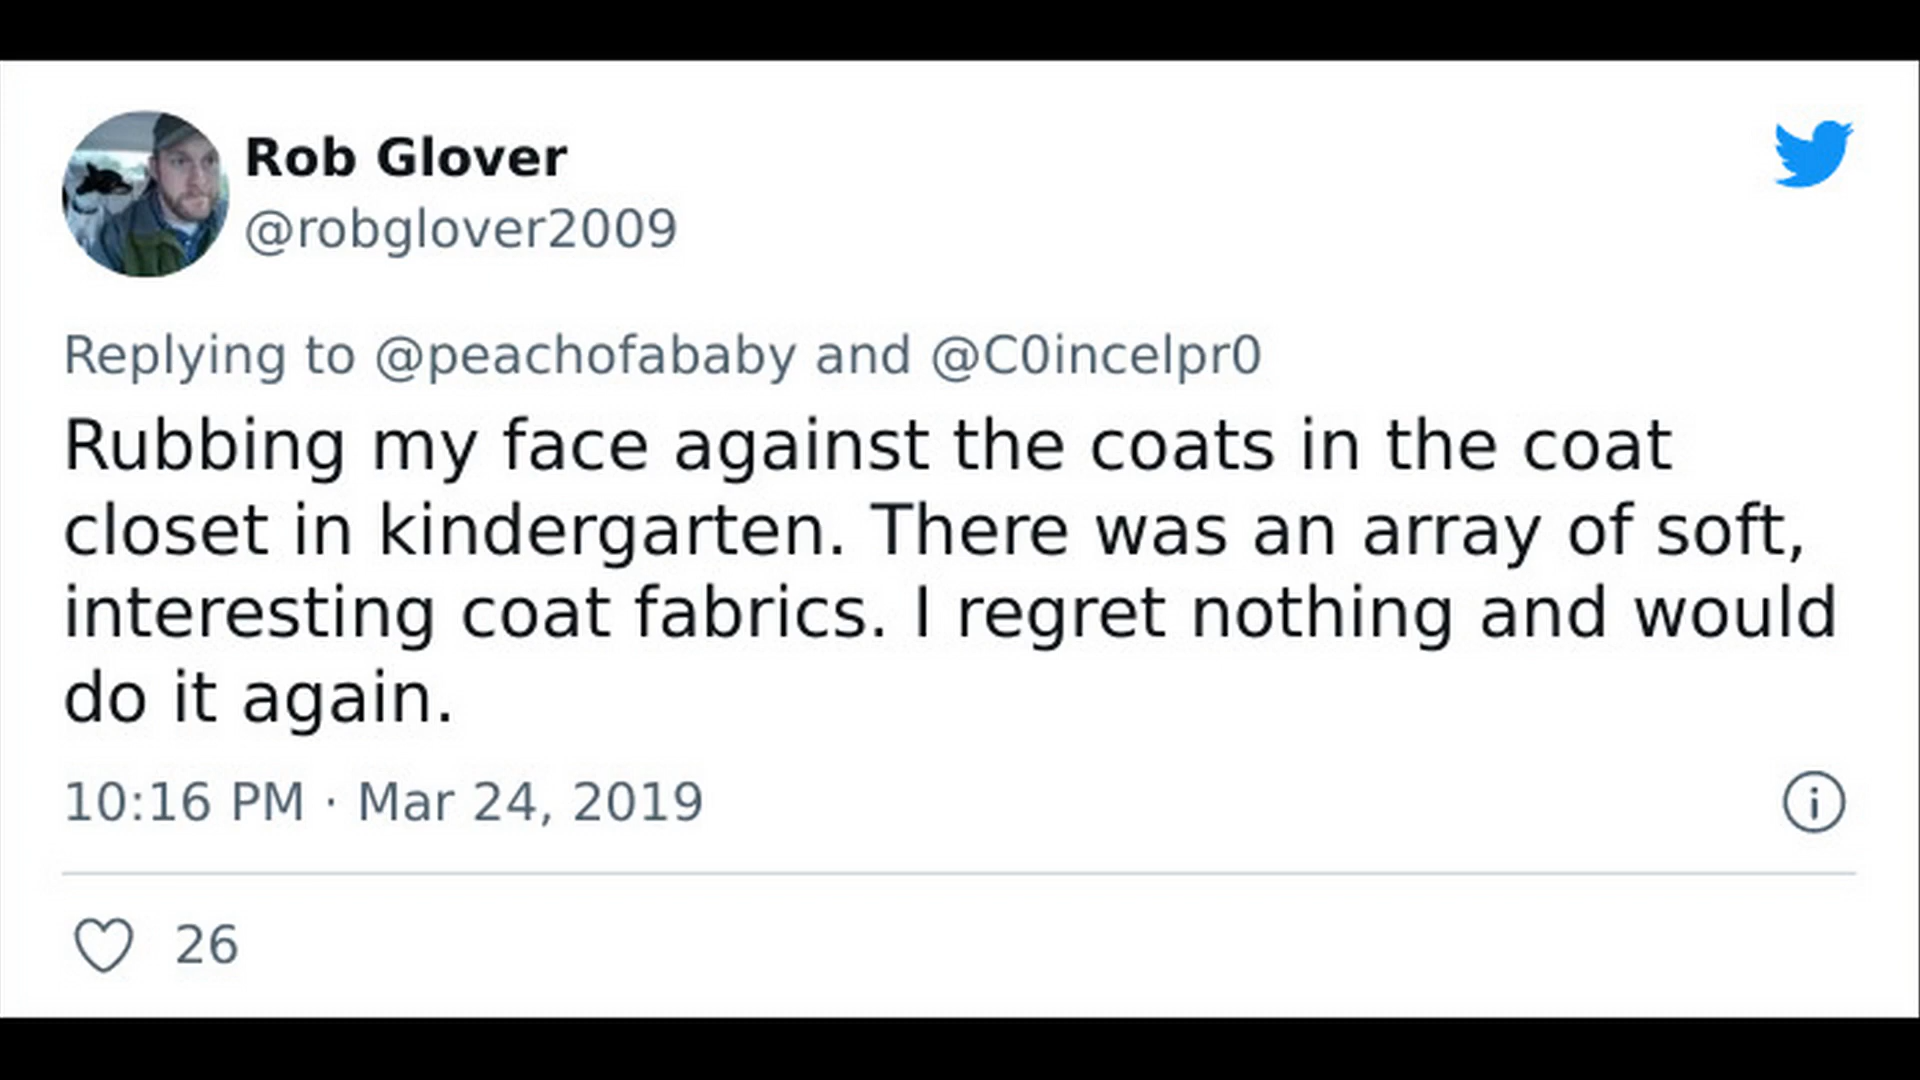 Rob Glover
@robglover2009
Replying to @peachofababy and @C0incelpr0
Rubbing my face against the coats in the coat
closet in kindergarten. There was an array of soft,
interesting coat fabrics. I regret nothing and would
do it again.
10:16 PM · Mar 24, 2019
26